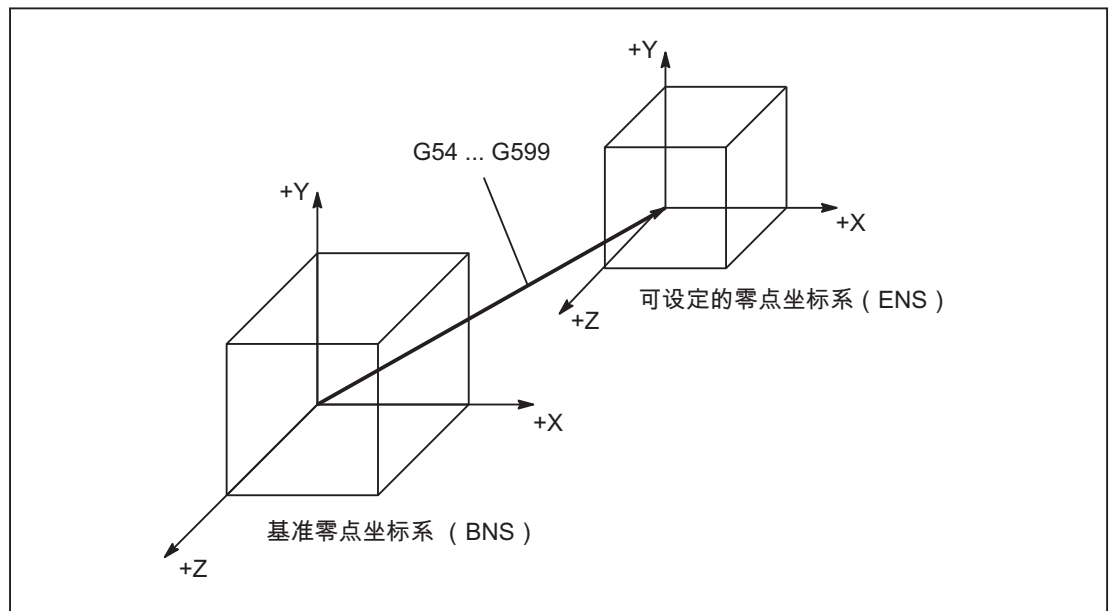 +Y
G54 ... G599
+Y
+X
可设定的零点坐标系（ENS）
+Z
+X
基准零点坐标系 （BNS）
+Z